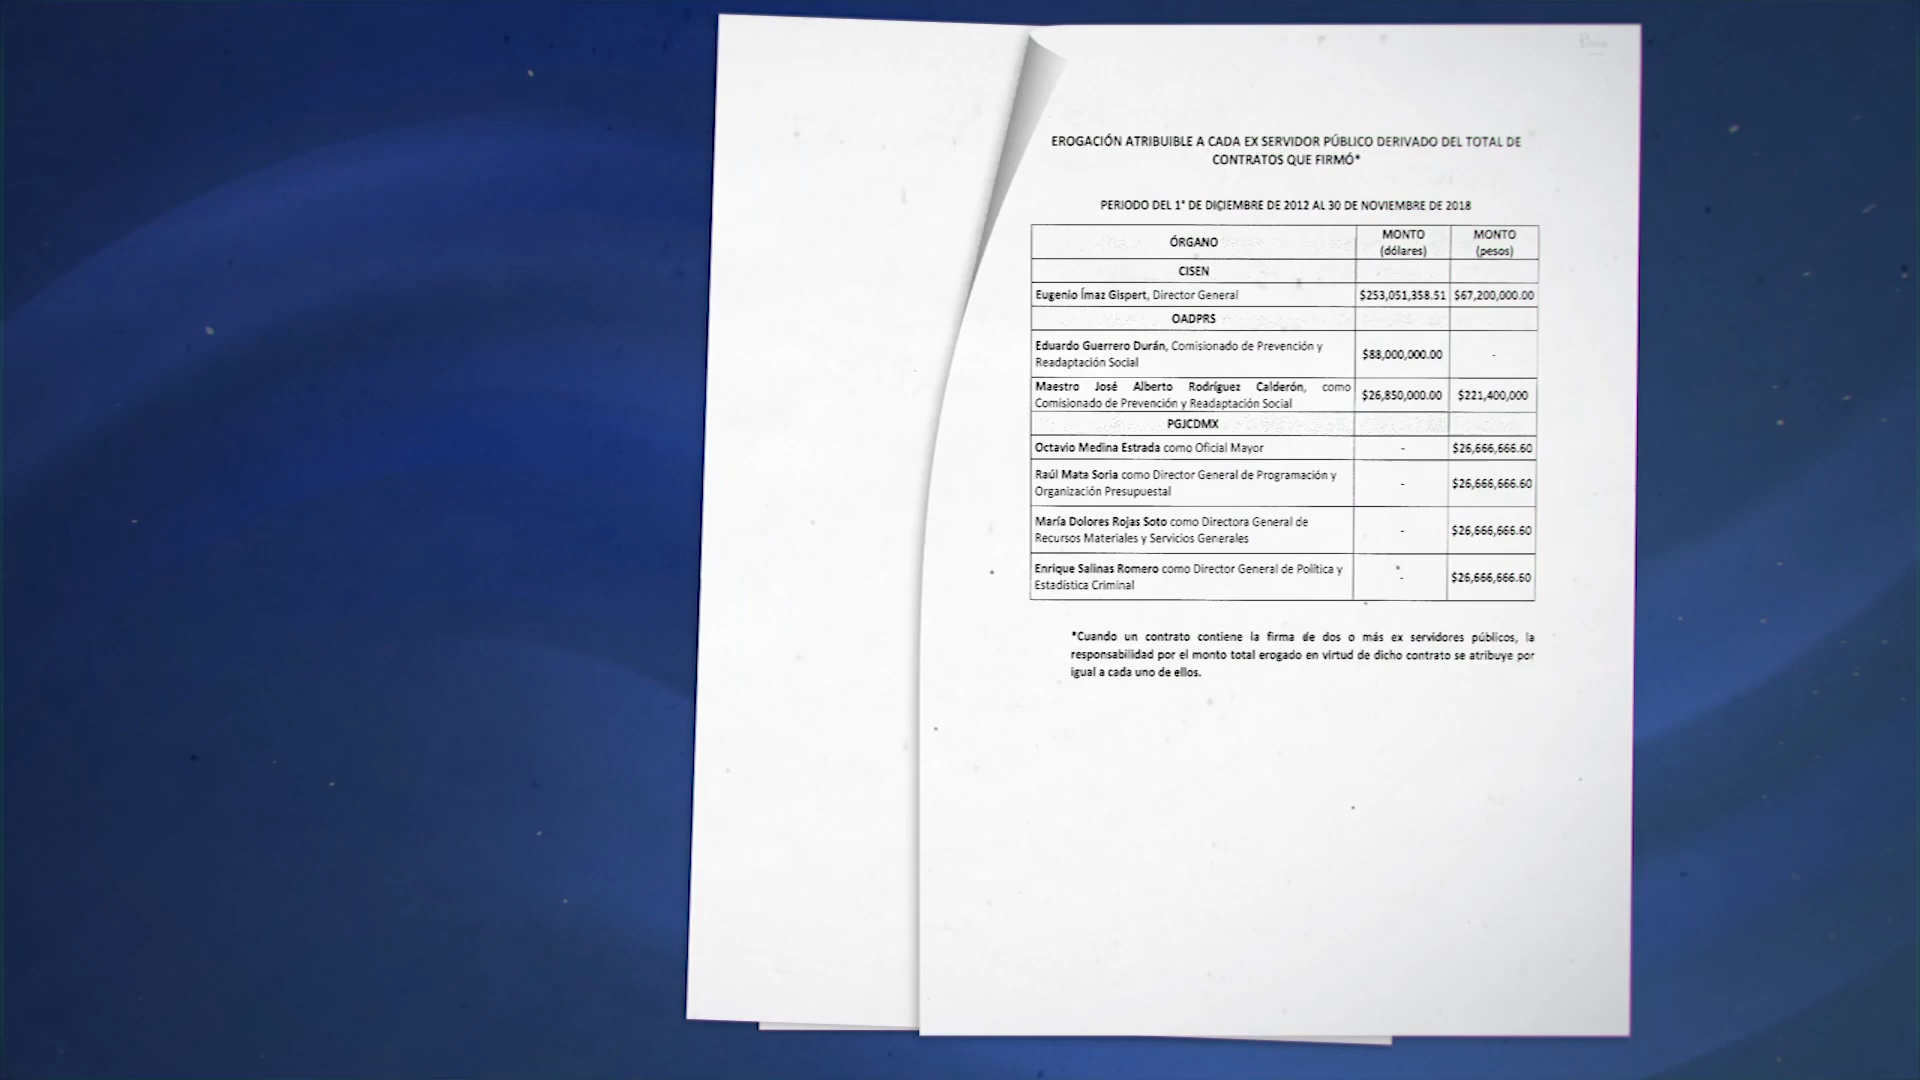 EROGACIÓN ATRIBUIBLE A CADA EX SERVIDOR PÚBLICO DERIVADO DEL TOTAL DE
CONTRATOS QUE FIRMÓ*
PERIODO DEL 1° DE DICIEMBRE DE 2012 AL 30 DE NOVIEMBRE DE 2018
ÓRGANO MONTO (dólares) MONTO (pesos)
CISEN
Eugenio Ímaz Gispert, Director General $253,051,358.51 $67,200,000.00
OADPRS
Eduardo Guerrero Durán, Comisionado de Prevención y
Readaptación Social $88,000,000.00 -
Maestro José Alberto Rodríguez Calderón, como
Comisionado de Prevención y Readaptación Social $26,850,000.00 $221,400,000
PGJCDMX
Octavio Medina Estrada como Oficial Mayor - $26,666,666.60
Raúl Mata Soria como Director General de Programación y
Organización Presupuestal - $26,666,666.60
María Dolores Rojas Soto como Directora General de
Recursos Materiales y Servicios Generales - $26,666,666.60
Enrique Salinas Romero como Director General de Política y
Estadística Criminal - $26,666,666.60
*Cuando un contrato contiene la firma de dos o más ex servidores públicos, la
responsabilidad por el monto total erogado en virtud de dicho contrato se atribuye por
igual a cada uno de ellos.